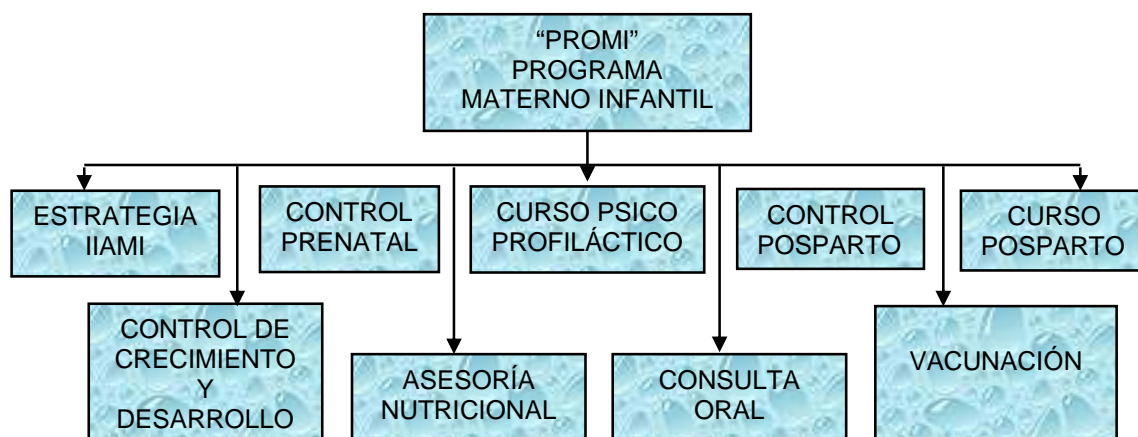 “PROMI”
PROGRAMA
MATERNO INFANTIL
ESTRATEGIA
IIAMI
CONTROL
PRENATAL
CURSO PSICO
PROFILÁCTICO
CONTROL
POSPARTO
CURSO
POSPARTO
CONTROL DE
CRECIMIENTO
Y
DESARROLLO
ASESORÍA
NUTRICIONAL
CONSULTA
ORAL
VACUNACIÓN